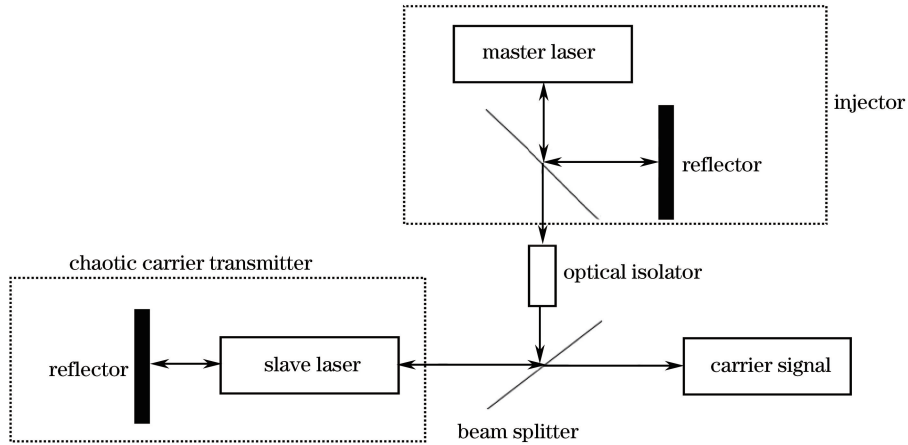 master laser
injector
reflector
optical isolator
chaotic carrier transmitter
reflector
slave laser
carrier signal
beam splitter